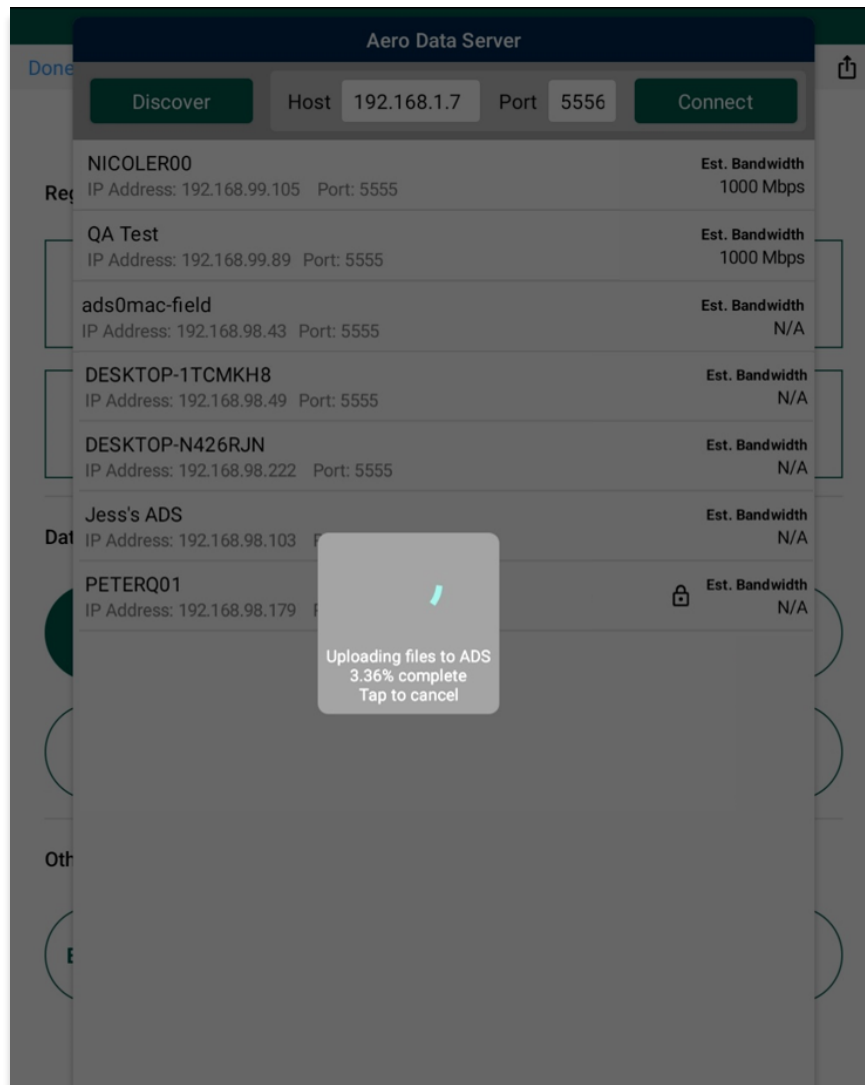 Aero Data Server
Done
Discover Host 192.168.1.7 Port 5556 Connect
NICOLER00 Est. Bandwidth
Reg IP Address: 192.168.99.105 Port: 5555 1000 Mbps
QA Test Est. Bandwidth
IP Address: 192.168.99.89 Port: 5555 1000 Mbps
ads0mac-field Est. Bandwidth
IP Address: 192.168.98.43 Port: 5555 N/A
DESKTOP-1TCMKH8 Est. Bandwidth
IP Address: 192.168.98.49 Port: 5555 N/A
DESKTOP-N426RJN Est. Bandwidth
IP Address: 192.168.98.222 Port: 5555 N/A
Jess's ADS Est. Bandwidth
Dat IP Address: 192.168.98.103 N/A
PETERQ01 Est. Bandwidth
IP Address: 192.168.98.179 N/A
Uploading files to ADS
3.36% complete
Tap to cancel
Oth